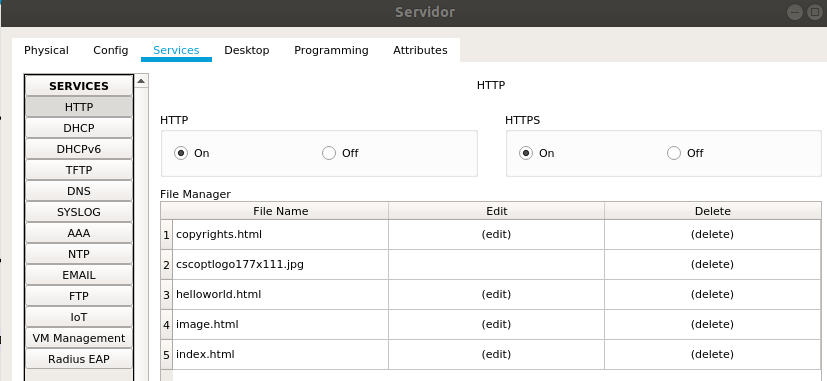 Servidor
Physical Config Services Desktop Programming Attributes
SERVICES
HTTP
DHCP
DHCPv6
TFTP
DNS
SYSLOG
AAA
NTP
EMAIL
FTP
IoT
VM Management
Radius EAP
HTTP
HTTP HTTPS
On Off On Off
File Manager
File Name Edit Delete
1 copyrights.html (edit) (delete)
2 cscoptlogo177x111.jpg (delete)
3 helloworld.html (edit) (delete)
4 image.html (edit) (delete)
5 index.html (edit) (delete)